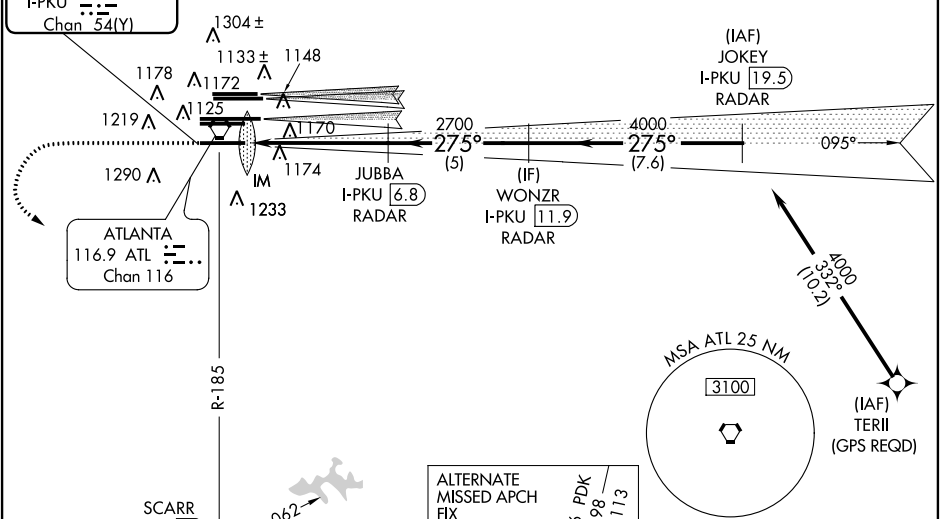 I-PKU
Chan 54(Y)
1304 ±
1133 ±
1148
1178
1172
1125
1219
1170
1174
1290
1233
IM
2700
275°
(5)
4000
275°
(7.6)
095°
(IAF)
JOKEY
I-PKU 19.5
RADAR
JUBBA
I-PKU 6.8
RADAR
(IF)
WONZR
I-PKU 11.9
RADAR
ATLANTA
116.9 ATL
Chan 116
4000
332°
(10.2)
R-185
MSA ATL 25 NM
3100
(IAF)
TERII
(GPS REQD)
SCARR
062
ALTERNATE
MISSED APCH
FIX
PDK
113